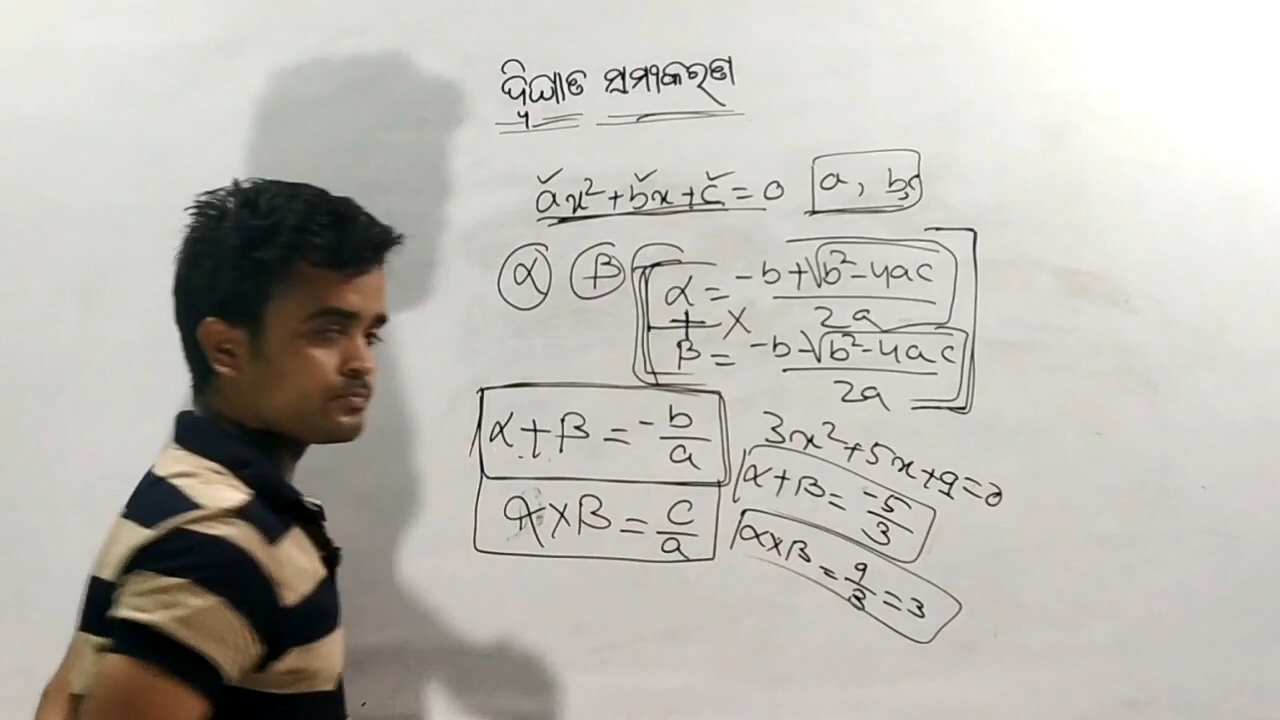 ଦ୍ୱିଘାତ ସମୀକରଣ
ax²+bx+c=0 a, b,c
α β
α = -b+√b²-4ac / 2a
+ ×
β = -b-√b²-4ac / 2a
α+β = -b/a
α×β = c/a
3x²+5x+9=0
α+β = -5/3
α×β = 9/3 = 3